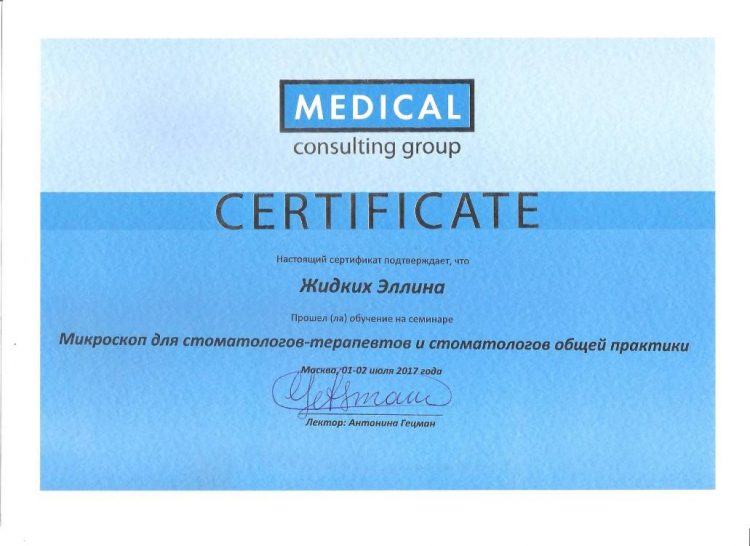 MEDICAL
consulting group
CERTIFICATE
Настоящий сертификат подтверждает, что
Жидких Эллина
Прошел (ла) обучение на семинаре
Микроскоп для стоматологов-терапевтов и стоматологов общей практики
Москва, 01-02 июля 2017 года
Getsman
Лектор: Антонина Гецман